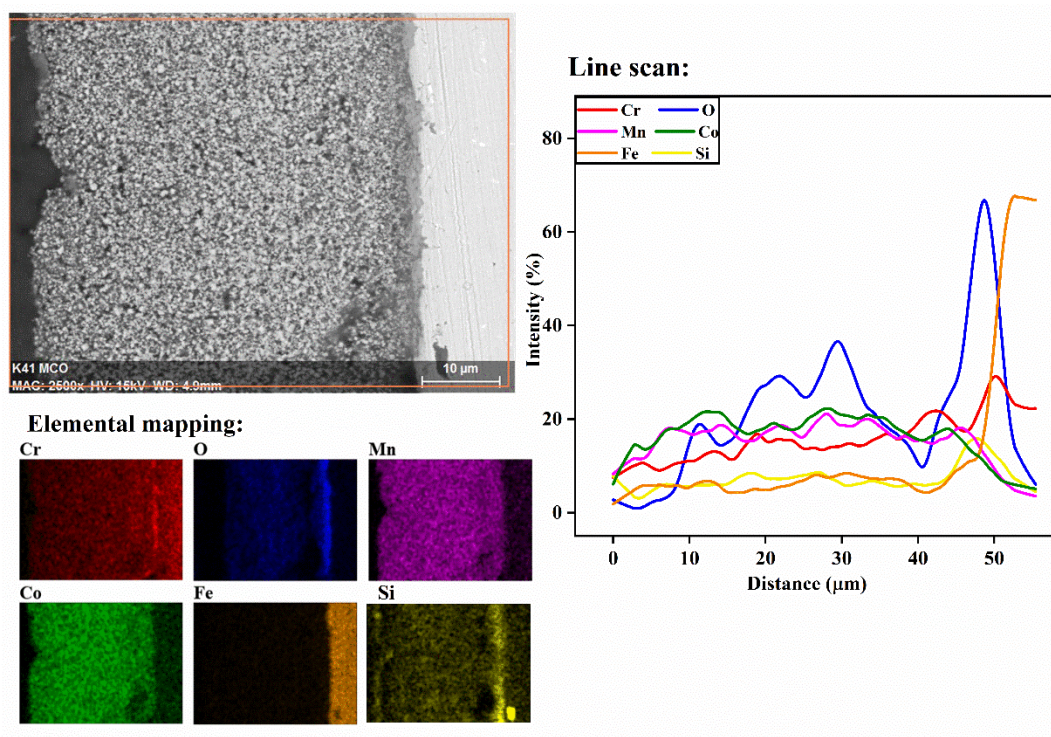 K41 MCO
MAG: 2500x HV: 15kV WD: 4.9mm
10 μm
Line scan:
Cr O
Mn Co
Fe Si
80
60
40
20
0
Intensity (%)
0 10 20 30 40 50
Distance (μm)
Elemental mapping:
Cr O Mn
Co Fe Si